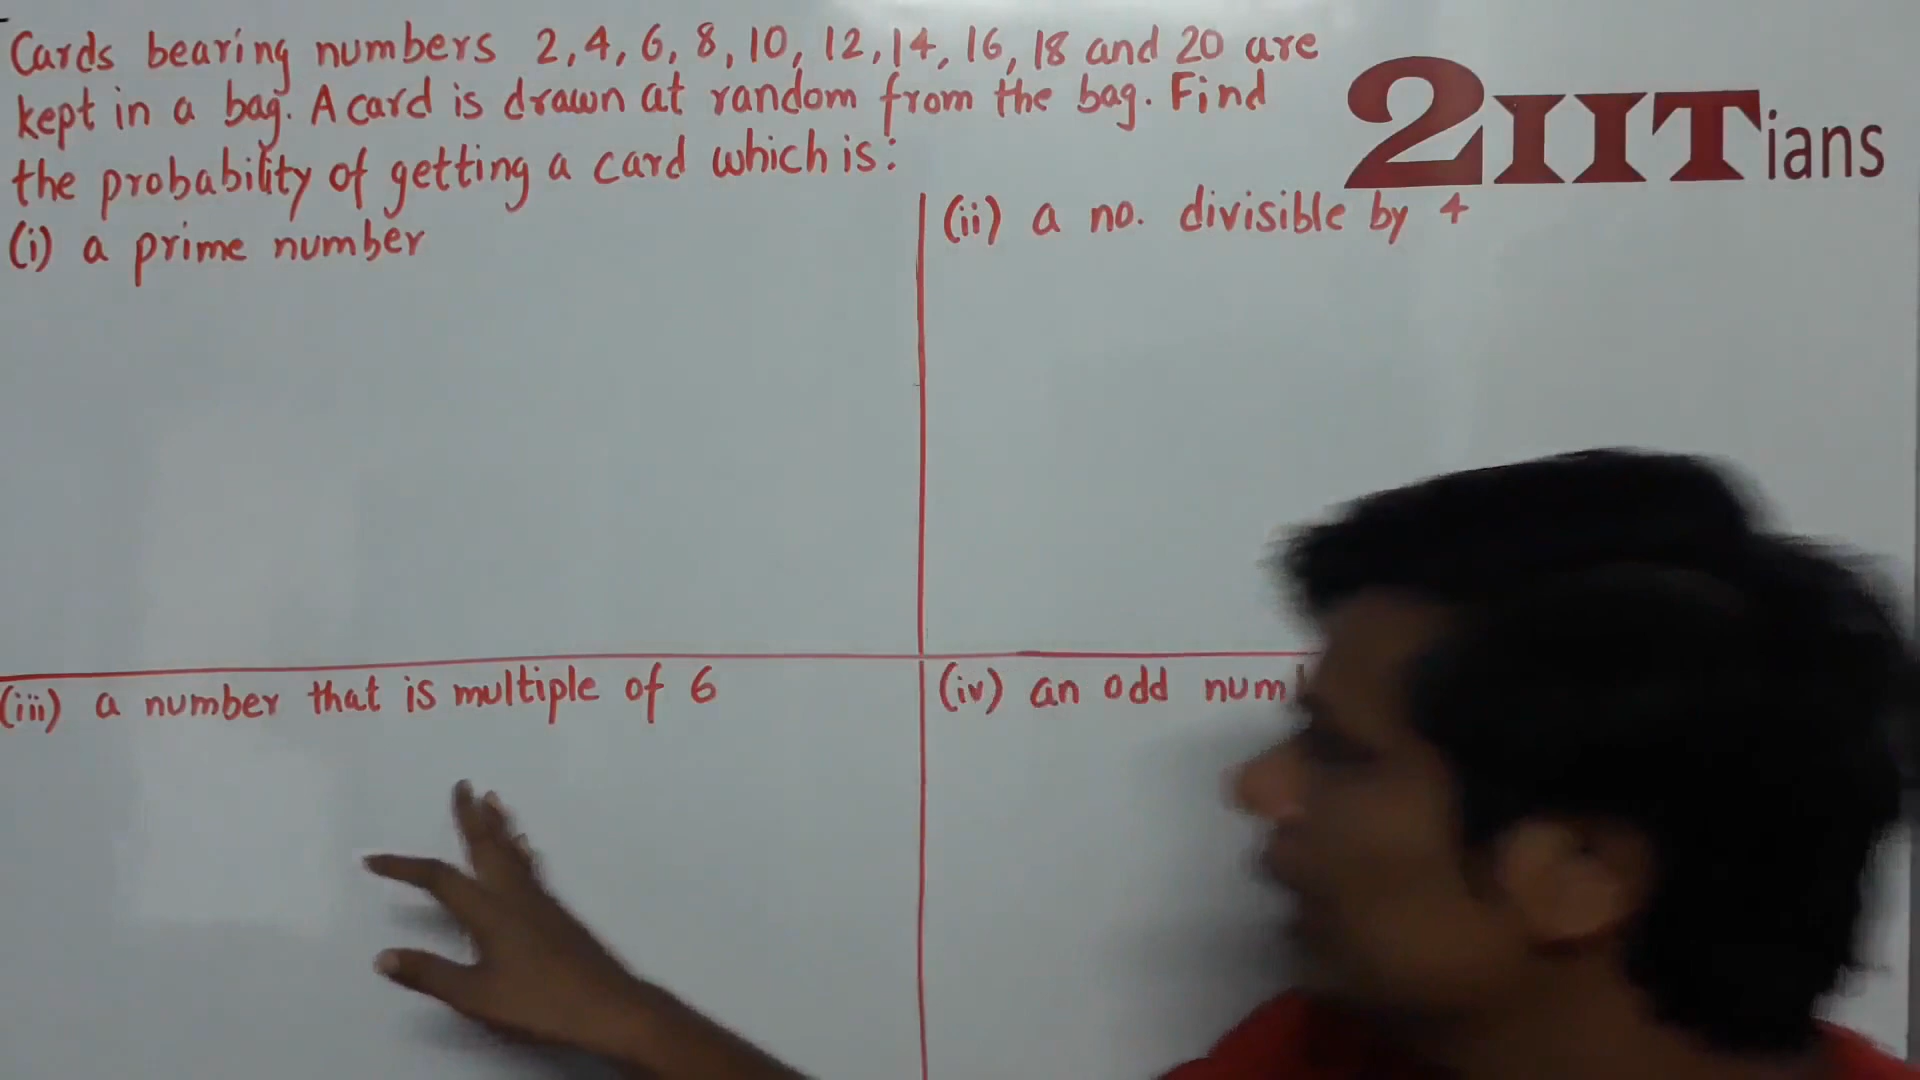 Cards bearing numbers 2, 4, 6, 8, 10, 12, 14, 16, 18 and 20 are
kept in a bag. A card is drawn at random from the bag. Find
the probability of getting a card which is:
2IITians
(i) a prime number
(ii) a no. divisible by 4
(iii) a number that is multiple of 6
(iv) an odd num